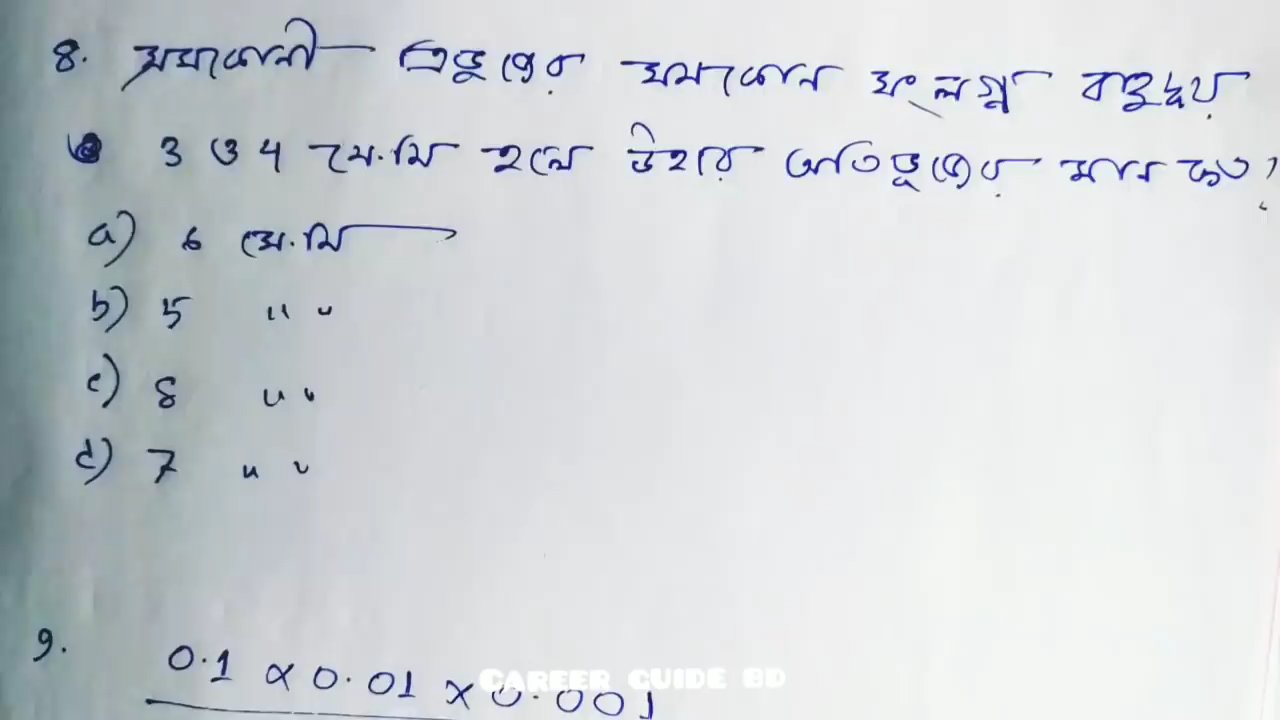 8. সমকোনী ত্রিভুজের সমকোন সংলগ্ন বাহুদ্বয়
3 ও 4 সে.মি হলে উহার অতিভূজের মান কত?
a) 6 সে.মি
b) 5 " "
c) 8 " "
d) 7 " "
9. 0.1 × 0.01 × 0.001
CAREER GUIDE BD